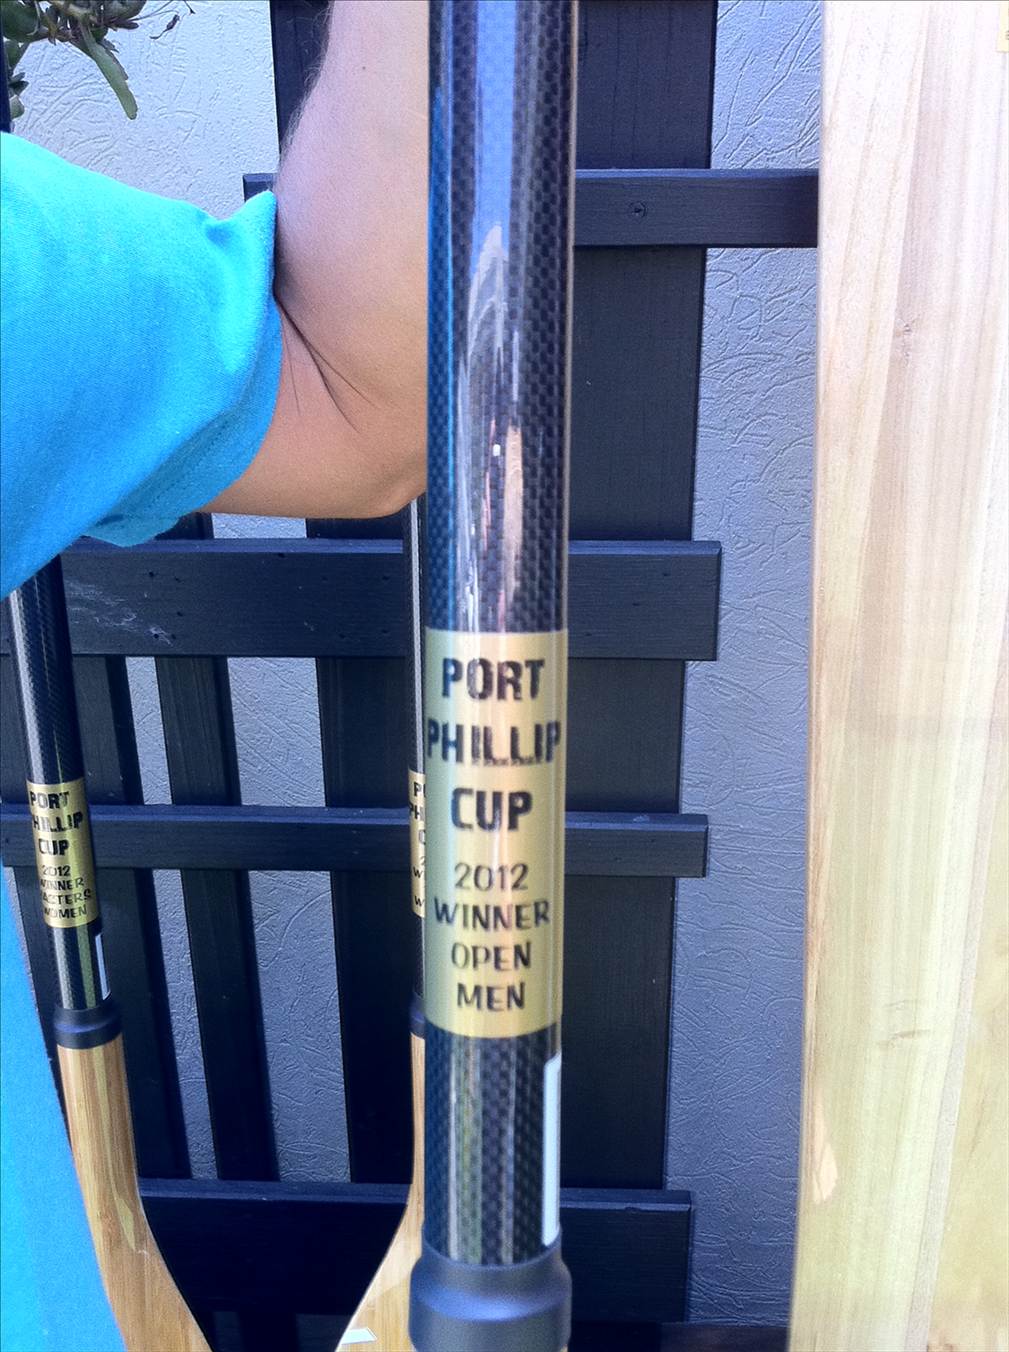 PORT
PHILLIP
CUP
2012
WINNER
OPEN
MEN
PORT
PHILLIP
CUP
2012
WINNER
MASTERS
WOMEN